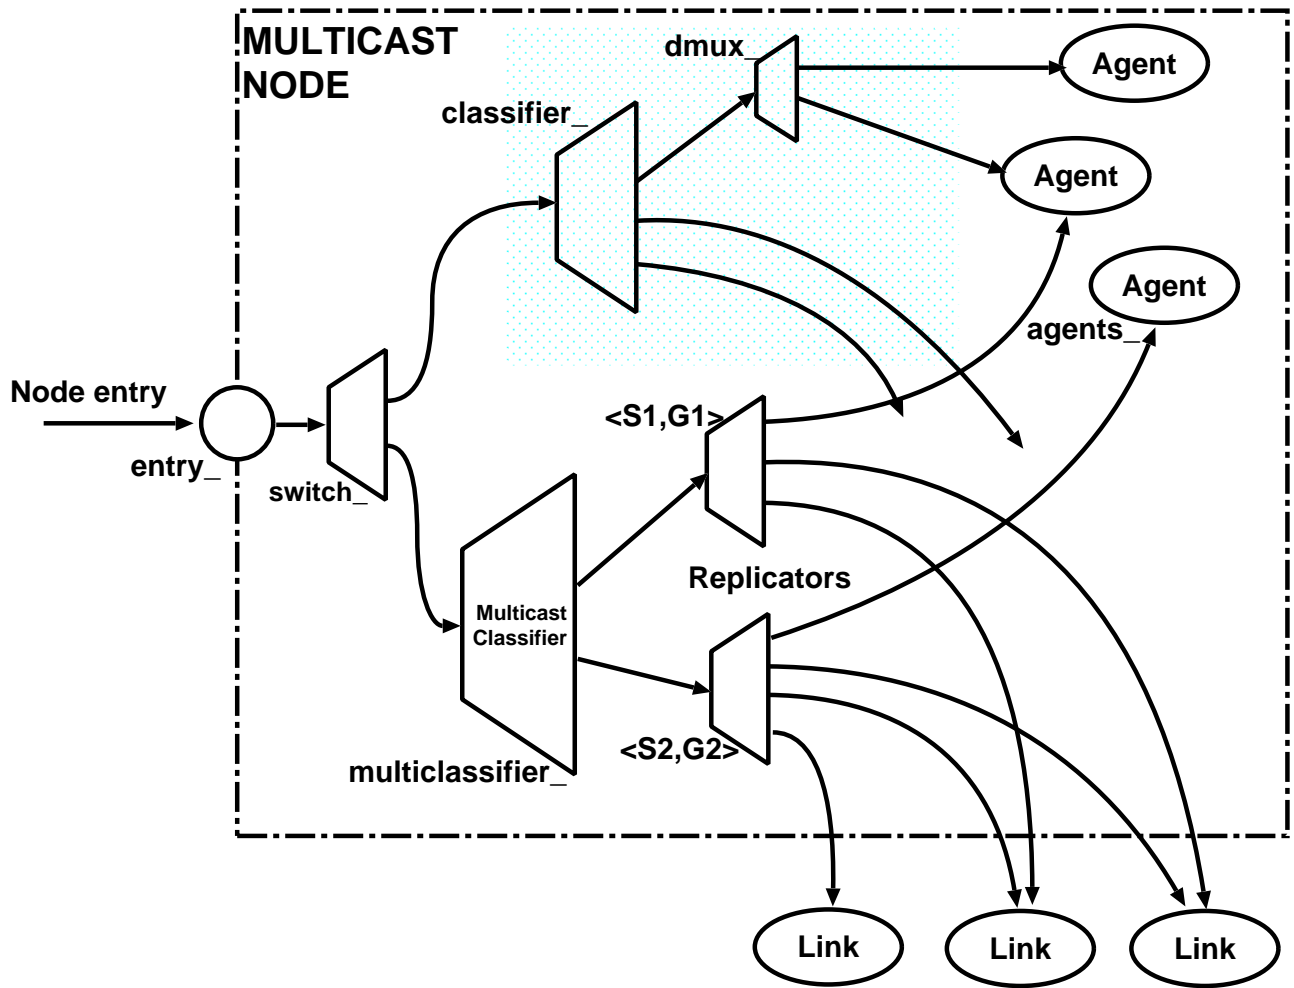 MULTICAST
NODE
dmux_
Agent
classifier_
Agent
Agent
agents_
Node entry
<S1,G1>
entry_
switch_
Replicators
Multicast
Classifier
<S2,G2>
multiclassifier_
Link
Link
Link